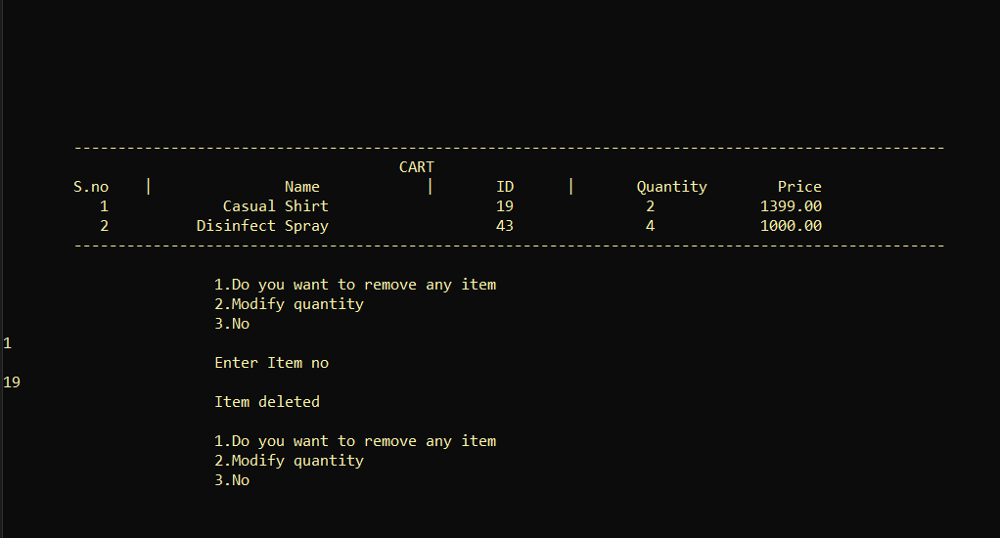 ---------------------------------------------------------------------------------------------------
CART
S.no | Name | ID | Quantity Price
1 Casual Shirt 19 2 1399.00
2 Disinfect Spray 43 4 1000.00
---------------------------------------------------------------------------------------------------
1.Do you want to remove any item
2.Modify quantity
3.No
1
Enter Item no
19
Item deleted
1.Do you want to remove any item
2.Modify quantity
3.No